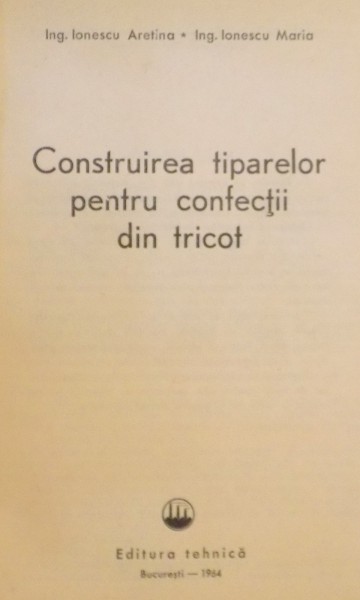 Ing. Ionescu Aretina • Ing. Ionescu Maria
Construirea tiparelor
pentru confecții
din tricot
Editura tehnică
București — 1964